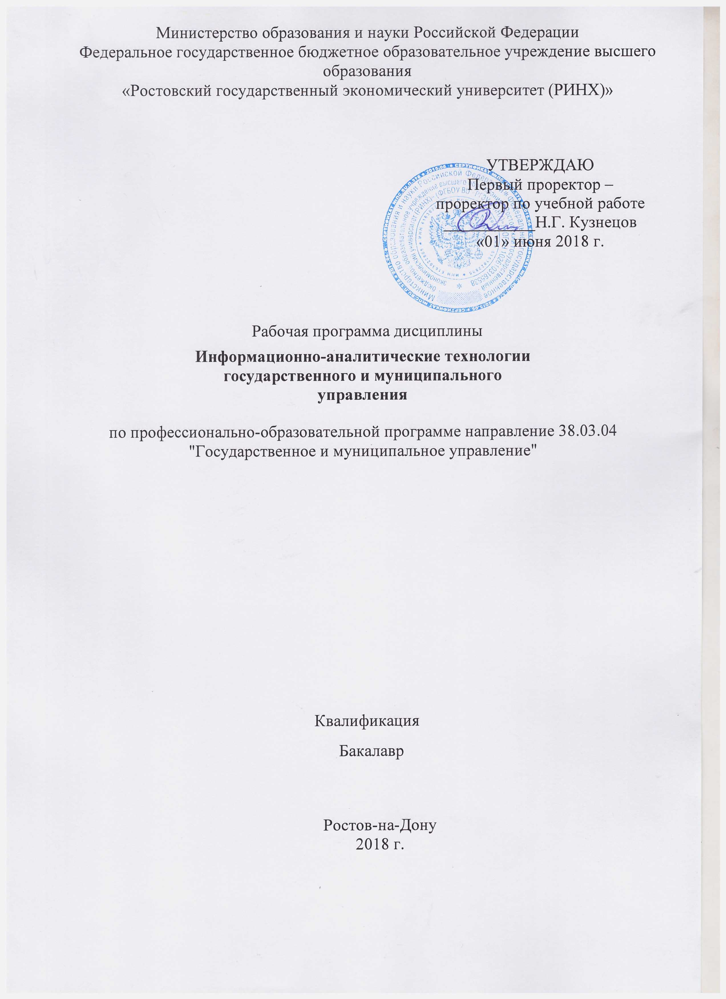 Министерство образования и науки Российской Федерации
Федеральное государственное бюджетное образовательное учреждение высшего
образования
«Ростовский государственный экономический университет (РИНХ)»
УТВЕРЖДАЮ
Первый проректор –
проректор по учебной работе
Н.Г. Кузнецов
«01» июня 2018 г.
Рабочая программа дисциплины
Информационно-аналитические технологии
государственного и муниципального
управления
по профессионально-образовательной программе направление 38.03.04
"Государственное и муниципальное управление"
Квалификация
Бакалавр
Ростов-на-Дону
2018 г.